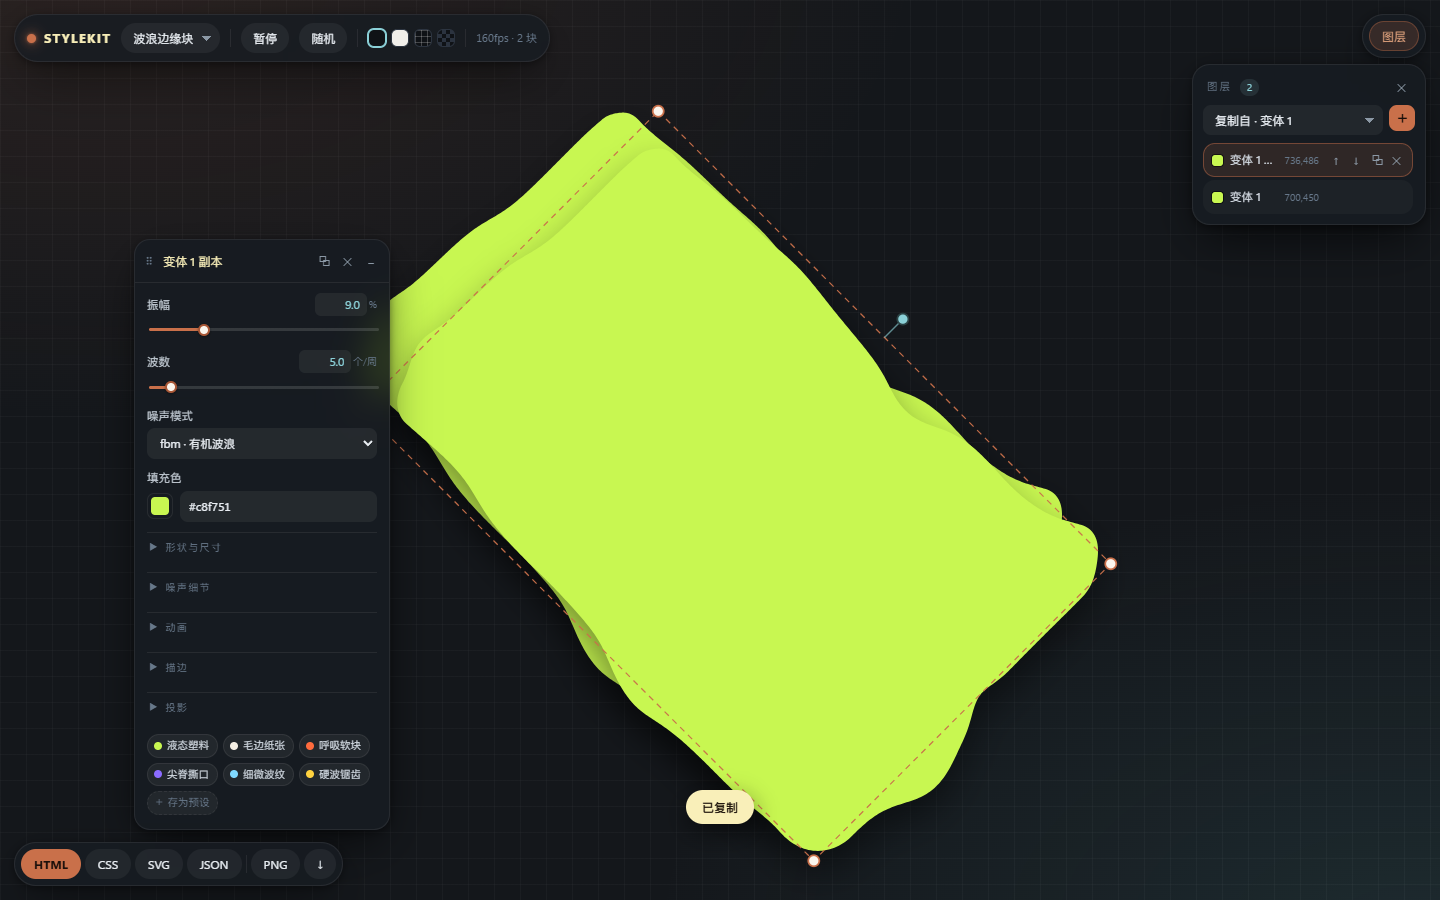 STYLEKIT 波浪边缘块 暂停 随机 160fps · 2 块
图层
图层 2
复制自 · 变体 1 +
变体 1 ... 736,486 ↑ ↓
变体 1 700,450
变体 1 副本
振幅 9.0 %
波数 5.0 个/周
噪声模式
fbm · 有机波浪
填充色
#c8f751
形状与尺寸
噪声细节
动画
描边
投影
液态塑料 毛边纸张 呼吸软块
尖脊撕口 细微波纹 硬波锯齿
+ 存为预设
已复制
HTML CSS SVG JSON PNG ↓